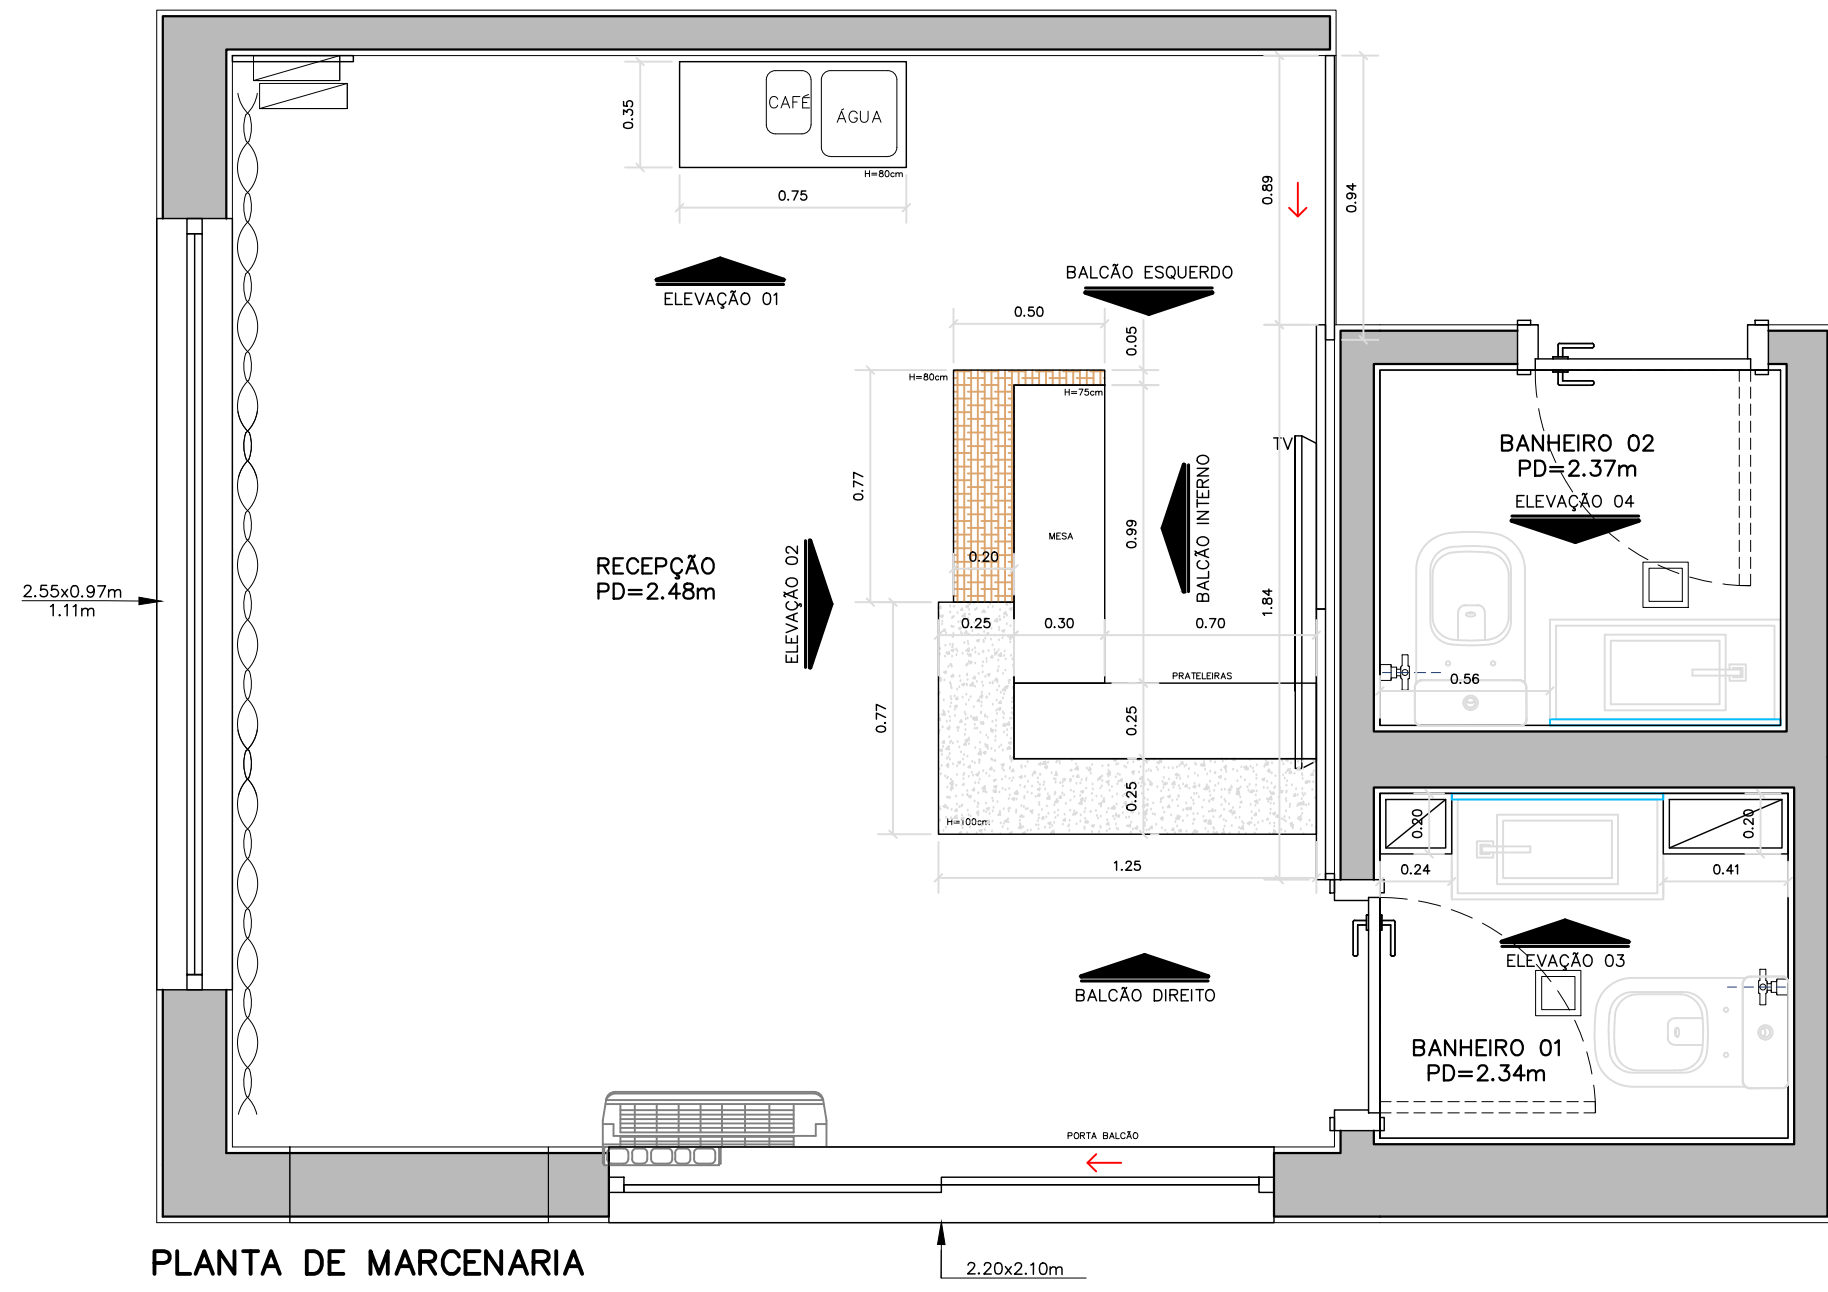 CAFÉ
ÁGUA
0.35
H=80cm
0.75
0.89
0.94
ELEVAÇÃO 01
BALCÃO ESQUERDO
0.50
0.05
H=80cm
H=75cm
TV
BANHEIRO 02
PD=2.37m
ELEVAÇÃO 04
0.77
MESA
0.99
BALCÃO INTERNO
0.20
RECEPÇÃO
PD=2.48m
ELEVAÇÃO 02
2.55x0.97m
1.11m
1.84
0.25
0.30
0.70
PRATELEIRAS
0.56
0.77
0.25
0.25
H=100cm
1.25
0.20
0.20
0.24
0.41
ELEVAÇÃO 03
BALCÃO DIREITO
BANHEIRO 01
PD=2.34m
PORTA BALCÃO
PLANTA DE MARCENARIA
2.20x2.10m